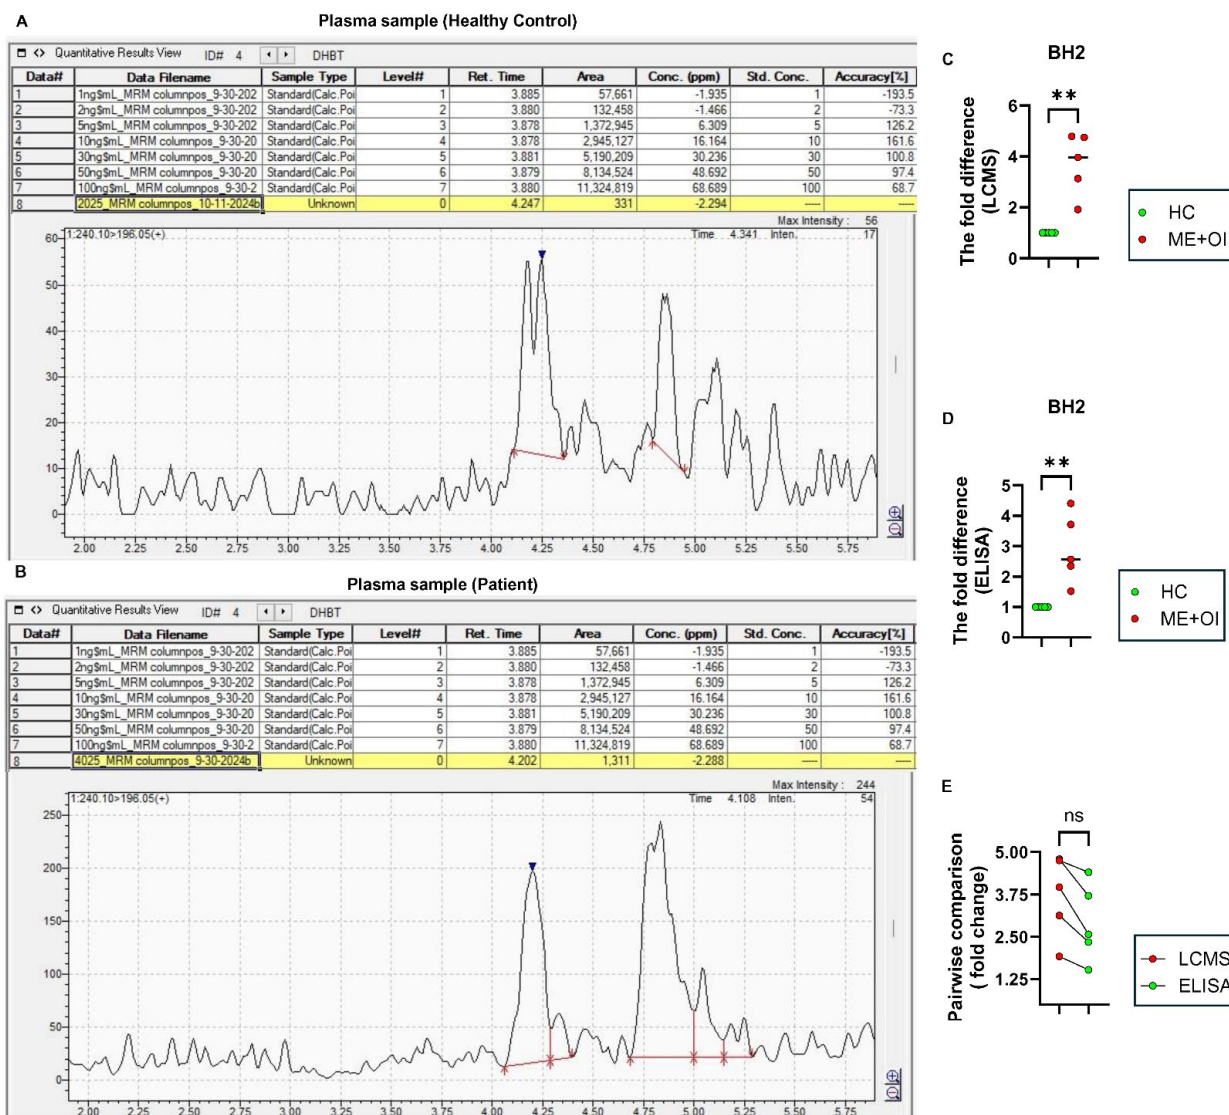 A
Plasma sample (Healthy Control)
Quantitative Results View ID# 4 DHBT
Data# Data Filename Sample Type Level# Ret. Time Area Conc. (ppm) Std. Conc. Accuracy[%]
1 1ng$mL_MRM columnpos_9-30-202 Standard(Calc.Poi 1 3.885 57,661 -1.935 1 -193.5
2 2ng$mL_MRM columnpos_9-30-202 Standard(Calc.Poi 2 3.880 132,458 -1.466 2 -73.3
3 5ng$mL_MRM columnpos_9-30-202 Standard(Calc.Poi 3 3.878 1,372,945 6.309 5 126.2
4 10ng$mL_MRM columnpos_9-30-20 Standard(Calc.Poi 4 3.878 2,945,127 16.164 10 161.6
5 30ng$mL_MRM columnpos_9-30-20 Standard(Calc.Poi 5 3.881 5,190,209 30.236 30 100.8
6 50ng$mL_MRM columnpos_9-30-20 Standard(Calc.Poi 6 3.879 8,134,524 48.692 50 97.4
7 100ng$mL_MRM columnpos_9-30-2 Standard(Calc.Poi 7 3.880 11,324,819 68.689 100 68.7
8 2025_MRM columnpos_10-11-2024b Unknown 0 4.247 331 -2.294 ----- -----
Max Intensity : 56
1:240.10>196.05(+) Time 4.341 Inten. 17
60
50
40
30
20
10
0
2.00 2.25 2.50 2.75 3.00 3.25 3.50 3.75 4.00 4.25 4.50 4.75 5.00 5.25 5.50 5.75
B
Plasma sample (Patient)
Quantitative Results View ID# 4 DHBT
Data# Data Filename Sample Type Level# Ret. Time Area Conc. (ppm) Std. Conc. Accuracy[%]
1 1ng$mL_MRM columnpos_9-30-202 Standard(Calc.Poi 1 3.885 57,661 -1.935 1 -193.5
2 2ng$mL_MRM columnpos_9-30-202 Standard(Calc.Poi 2 3.880 132,458 -1.466 2 -73.3
3 5ng$mL_MRM columnpos_9-30-202 Standard(Calc.Poi 3 3.878 1,372,945 6.309 5 126.2
4 10ng$mL_MRM columnpos_9-30-20 Standard(Calc.Poi 4 3.878 2,945,127 16.164 10 161.6
5 30ng$mL_MRM columnpos_9-30-20 Standard(Calc.Poi 5 3.881 5,190,209 30.236 30 100.8
6 50ng$mL_MRM columnpos_9-30-20 Standard(Calc.Poi 6 3.879 8,134,524 48.692 50 97.4
7 100ng$mL_MRM columnpos_9-30-2 Standard(Calc.Poi 7 3.880 11,324,819 68.689 100 68.7
8 4025_MRM columnpos_9-30-2024b Unknown 0 4.202 1,311 -2.288 ----- -----
Max Intensity : 244
1:240.10>196.05(+) Time 4.108 Inten. 54
250
200
150
100
50
0
2.00 2.25 2.50 2.75 3.00 3.25 3.50 3.75 4.00 4.25 4.50 4.75 5.00 5.25 5.50 5.75
C
BH2
**
The fold difference
(LCMS)
6
4
2
0
HC
ME+OI
D
BH2
**
The fold difference
(ELISA)
5
4
3
2
1
0
HC
ME+OI
E
ns
Pairwise comparison
( fold change)
5.00
3.75
2.50
1.25
LCMS
ELISA